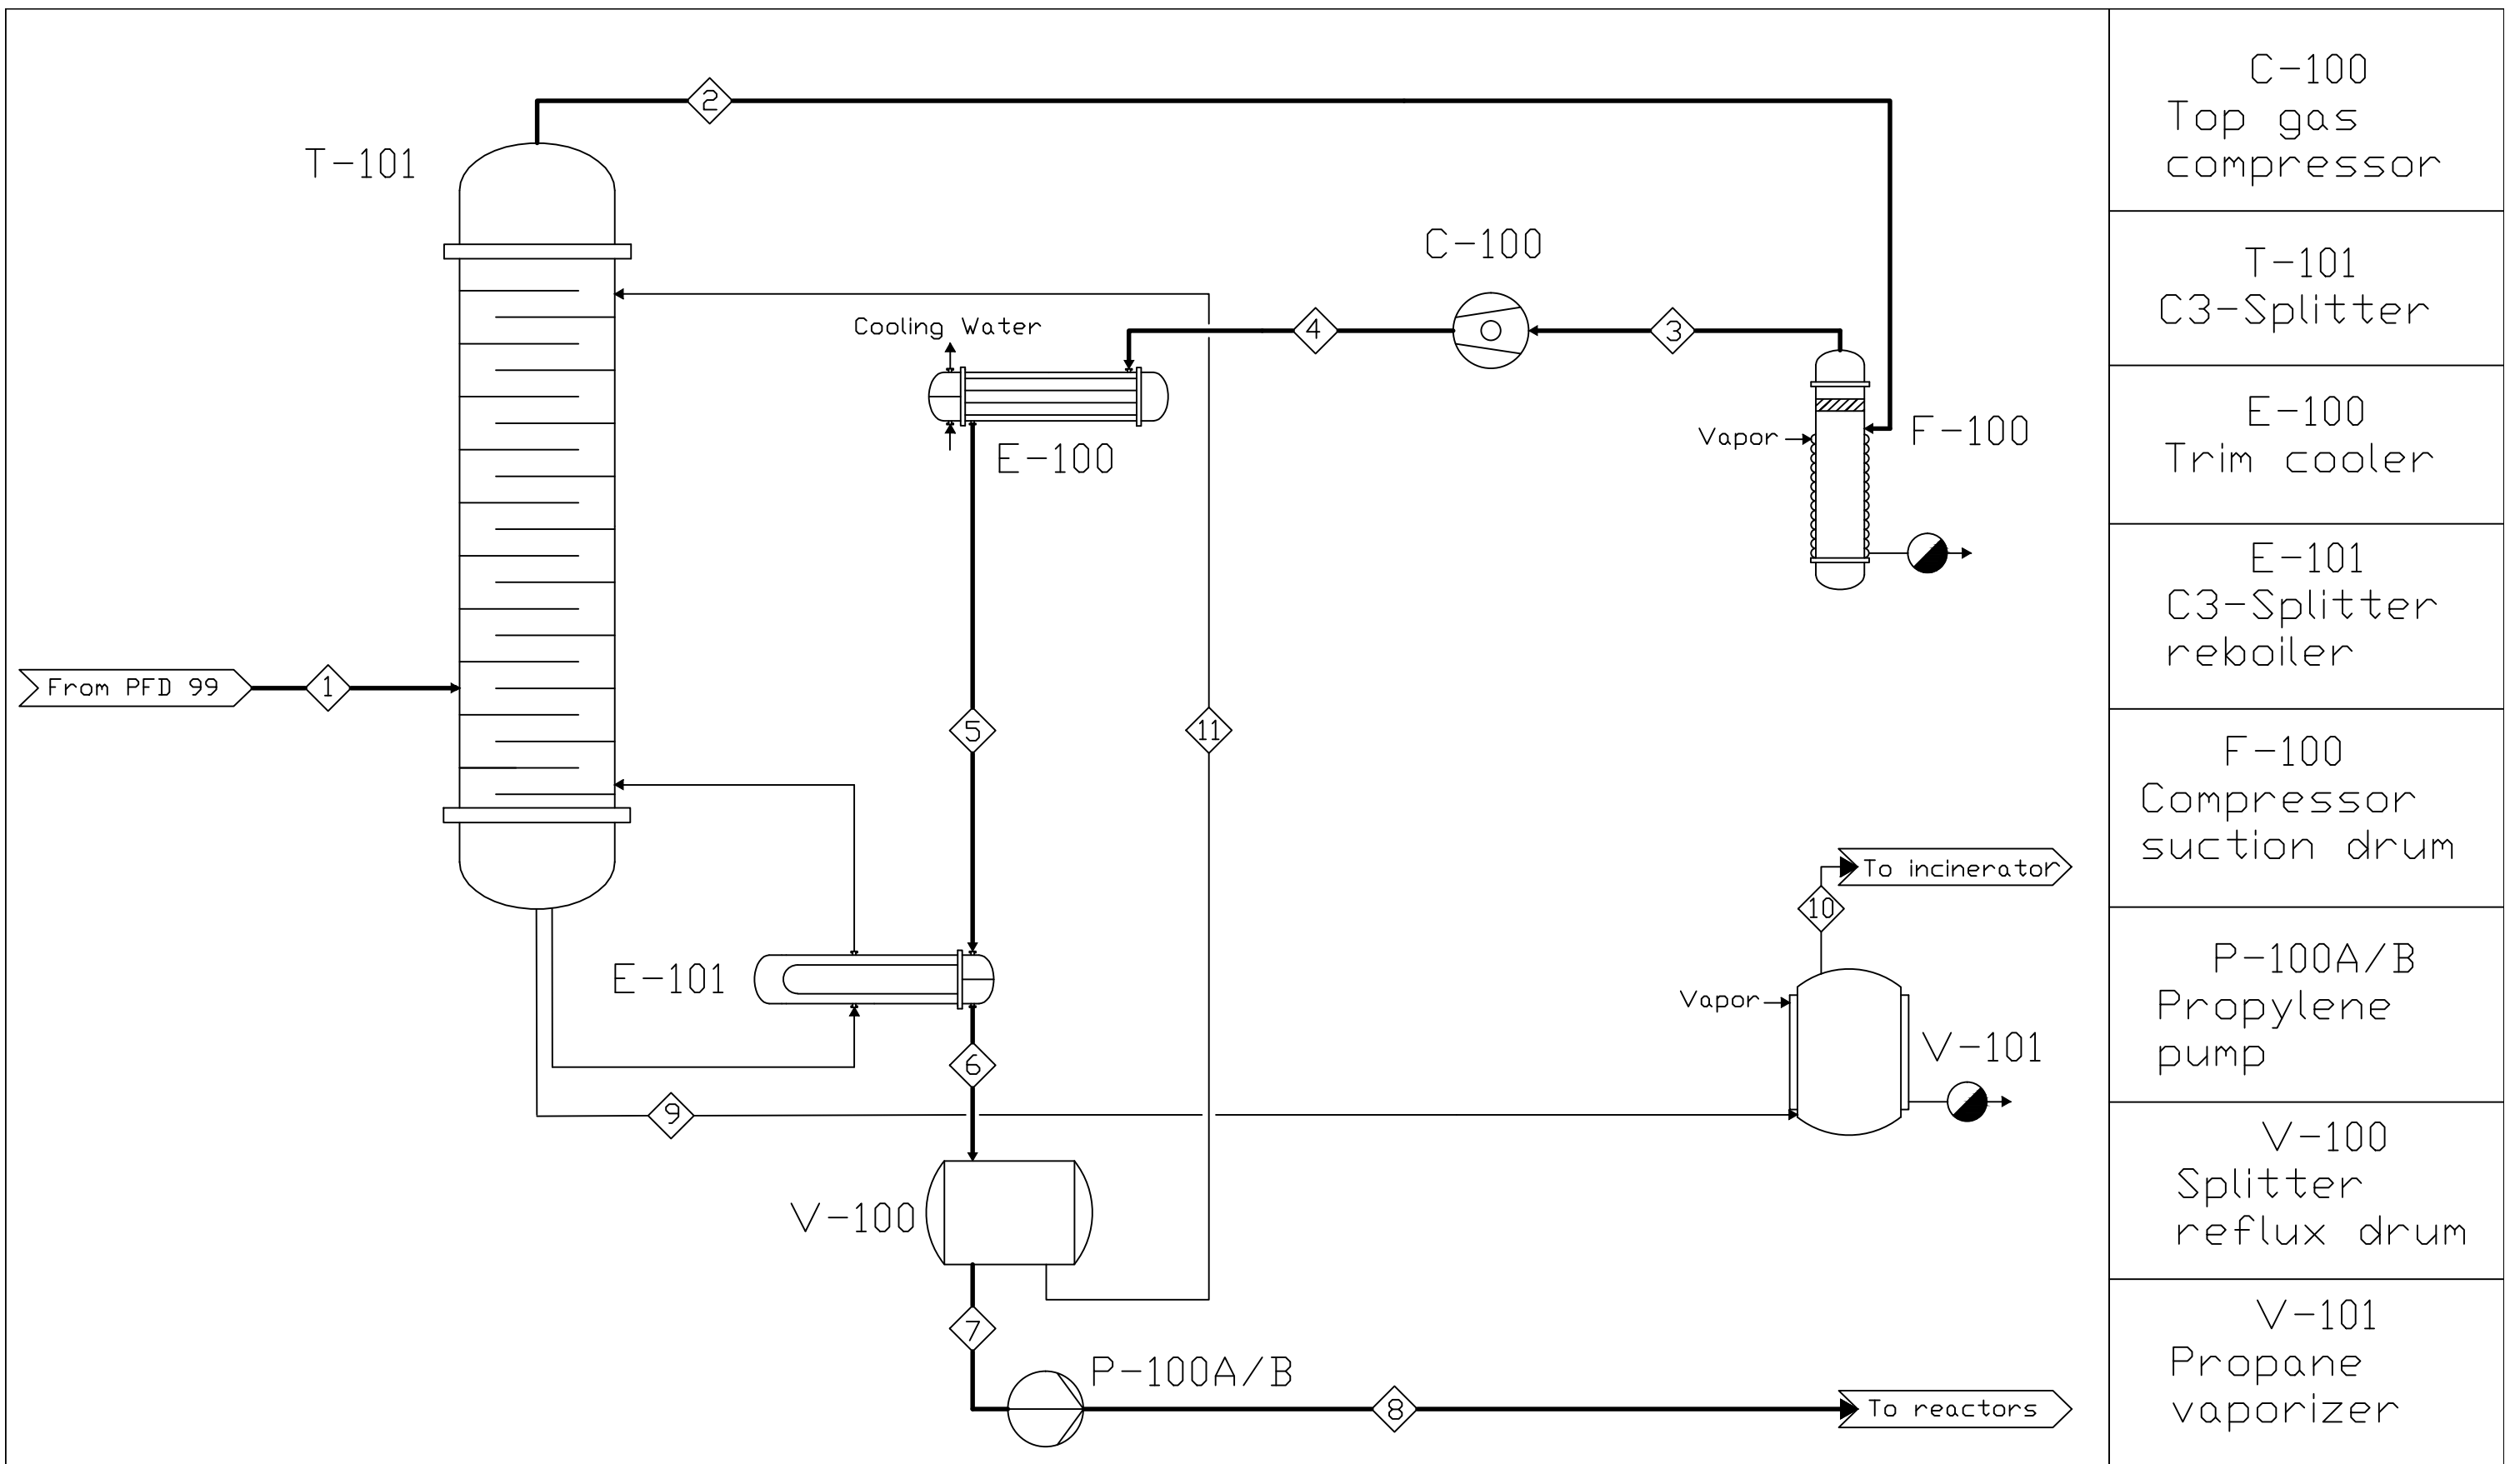 2
T-101
C-100
Cooling Water
4
3
Vapor
F-100
E-100
From PFD 99
1
5
11
To incinerator
10
E-101
Vapor
V-101
6
9
V-100
7
P-100A/B
8
To reactors
C-100
Top gas
compressor
T-101
C3-Splitter
E-100
Trim cooler
E-101
C3-Splitter
reboiler
F-100
Compressor
suction drum
P-100A/B
Propylene
pump
V-100
Splitter
reflux drum
V-101
Propane
vaporizer